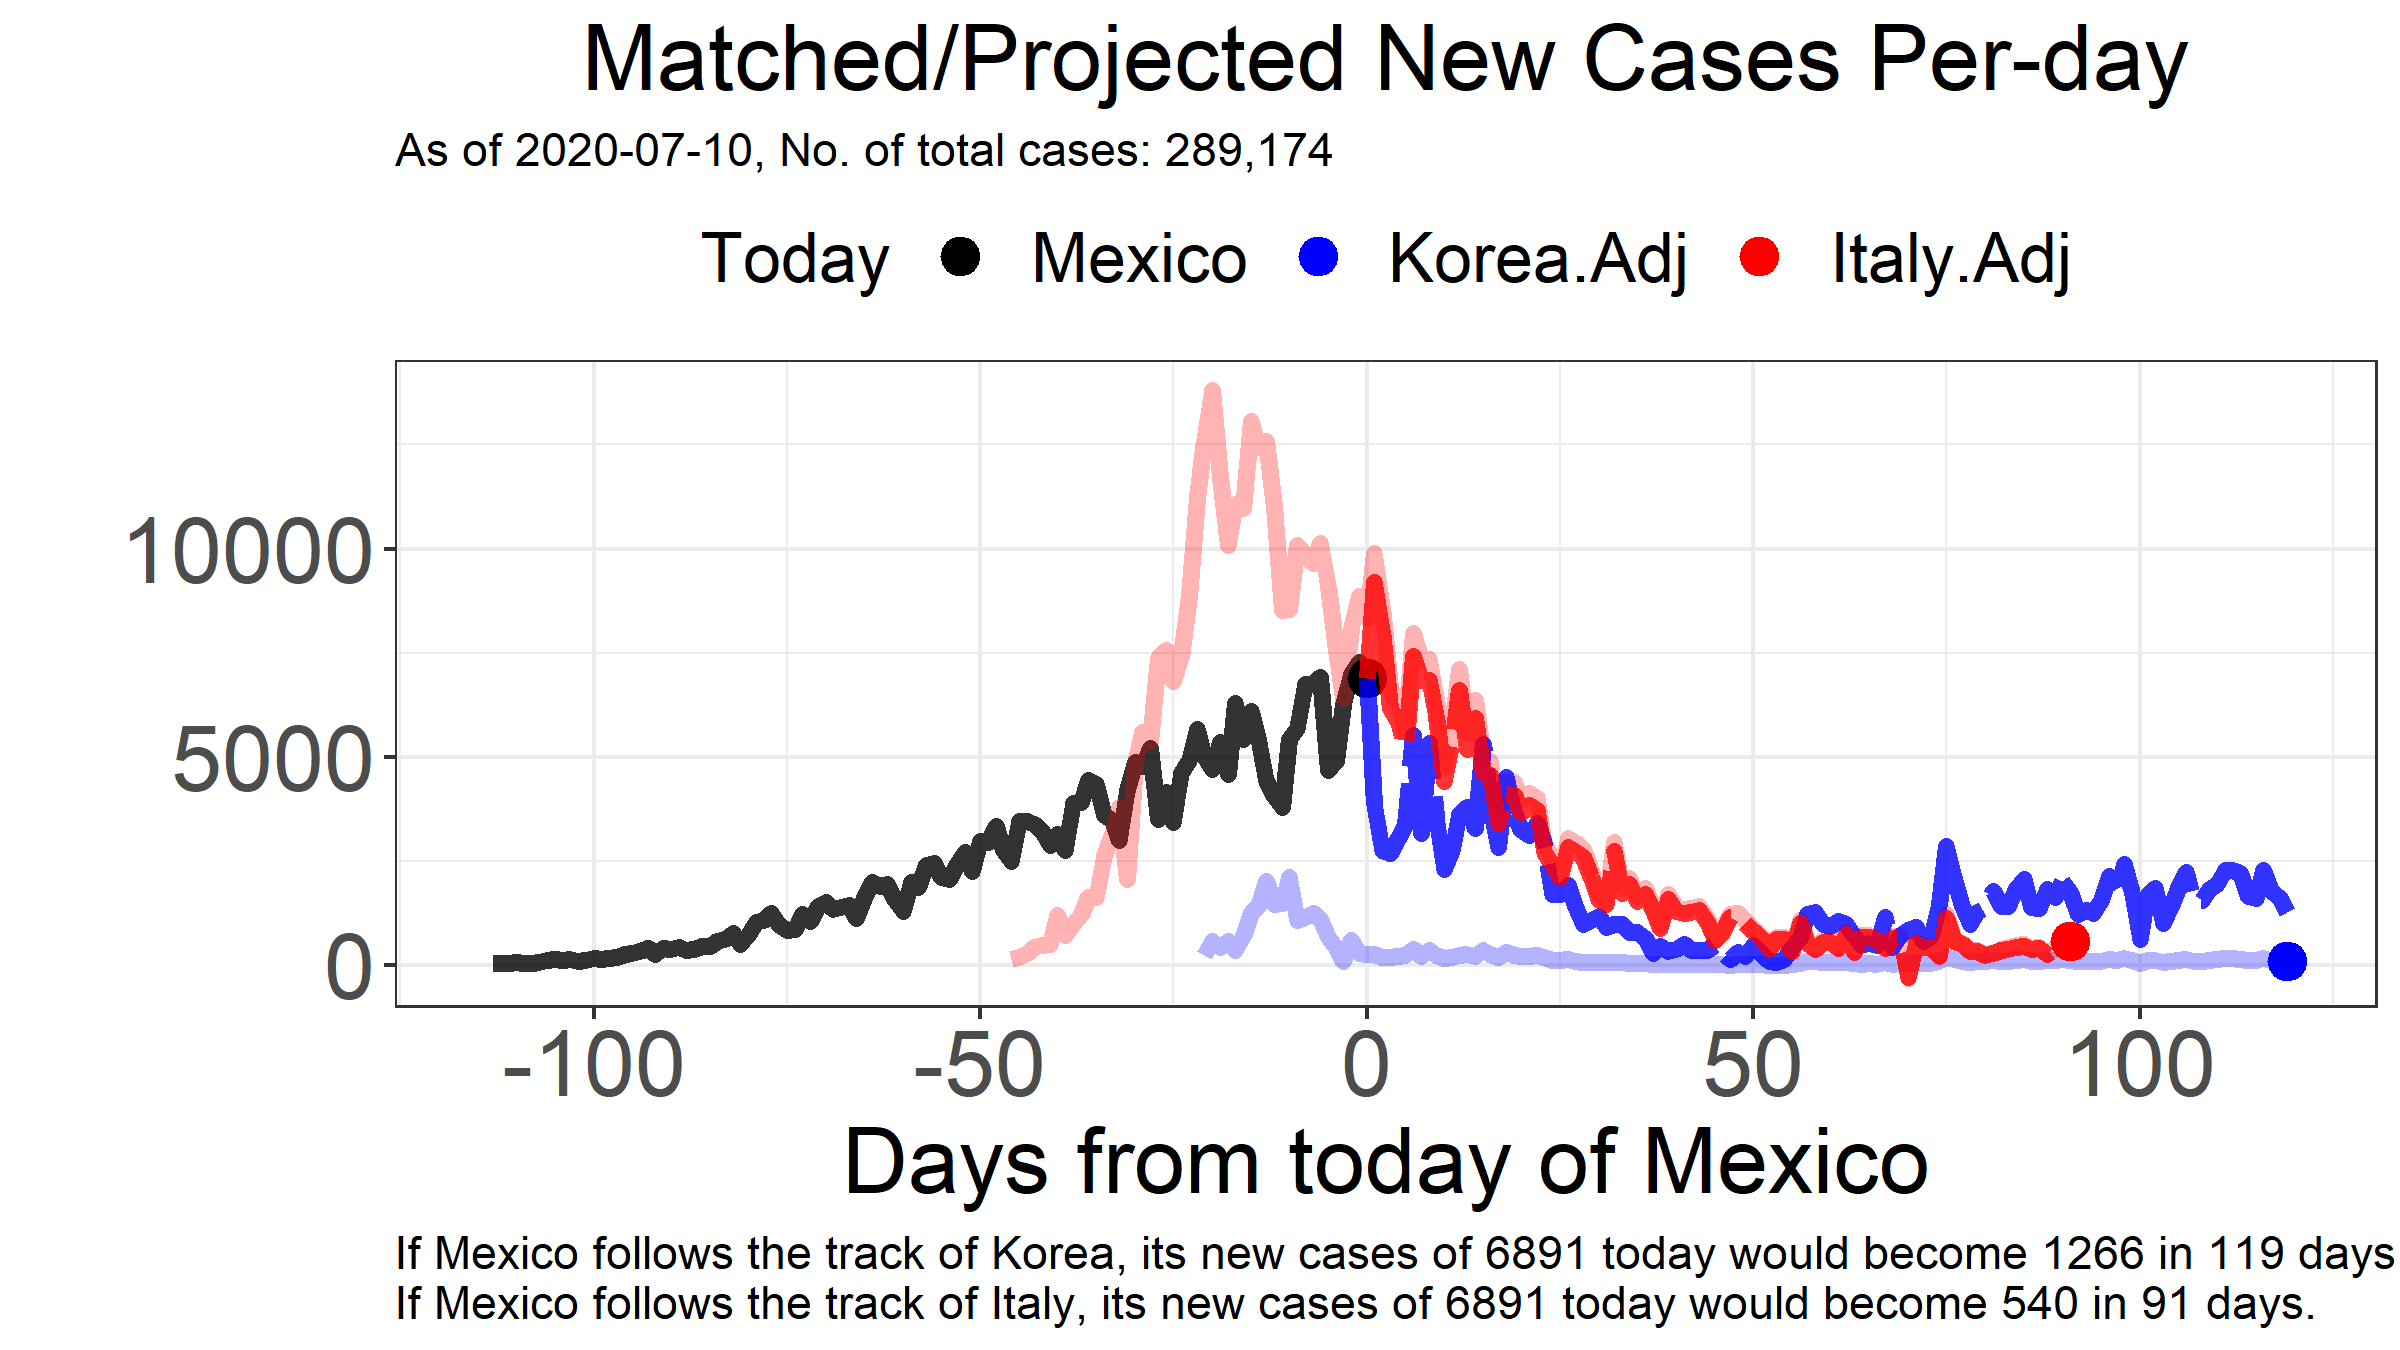 Matched/Projected New Cases Per-day
As of 2020-07-10, No. of total cases: 289,174
Today Mexico Korea.Adj Italy.Adj
10000
5000
0
-100 -50 0 50 100
Days from today of Mexico
If Mexico follows the track of Korea, its new cases of 6891 today would become 1266 in 119 days
If Mexico follows the track of Italy, its new cases of 6891 today would become 540 in 91 days.